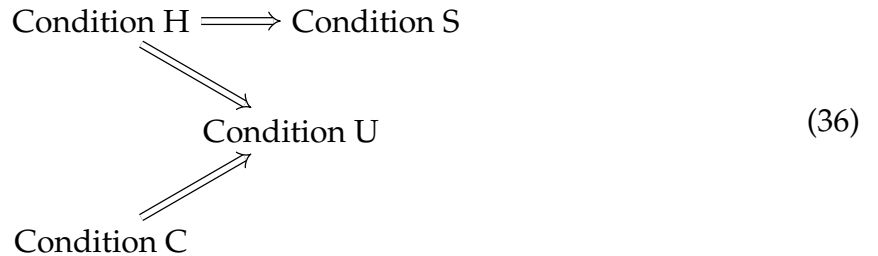 Condition H ⟹ Condition S
Condition U
(36)
Condition C